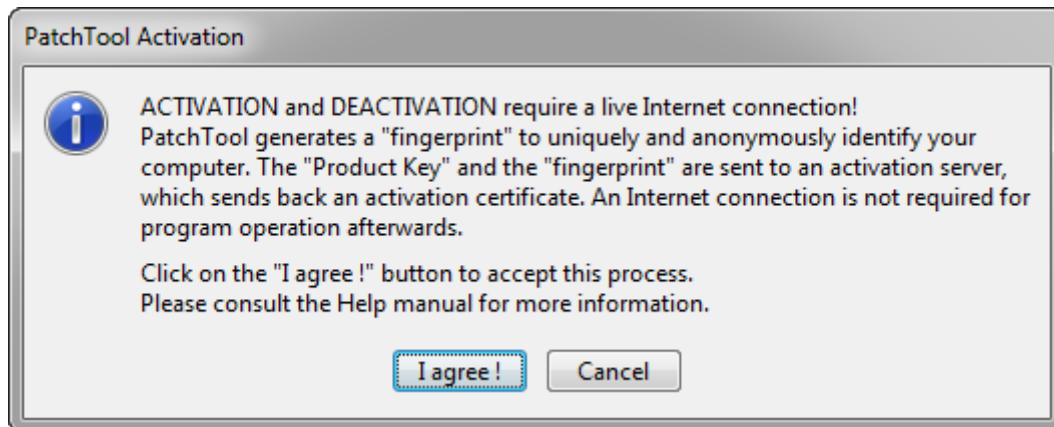 PatchTool Activation
ACTIVATION and DEACTIVATION require a live Internet connection!
PatchTool generates a "fingerprint" to uniquely and anonymously identify your
computer. The "Product Key" and the "fingerprint" are sent to an activation server,
which sends back an activation certificate. An Internet connection is not required for
program operation afterwards.
Click on the "I agree !" button to accept this process.
Please consult the Help manual for more information.
I agree !
Cancel